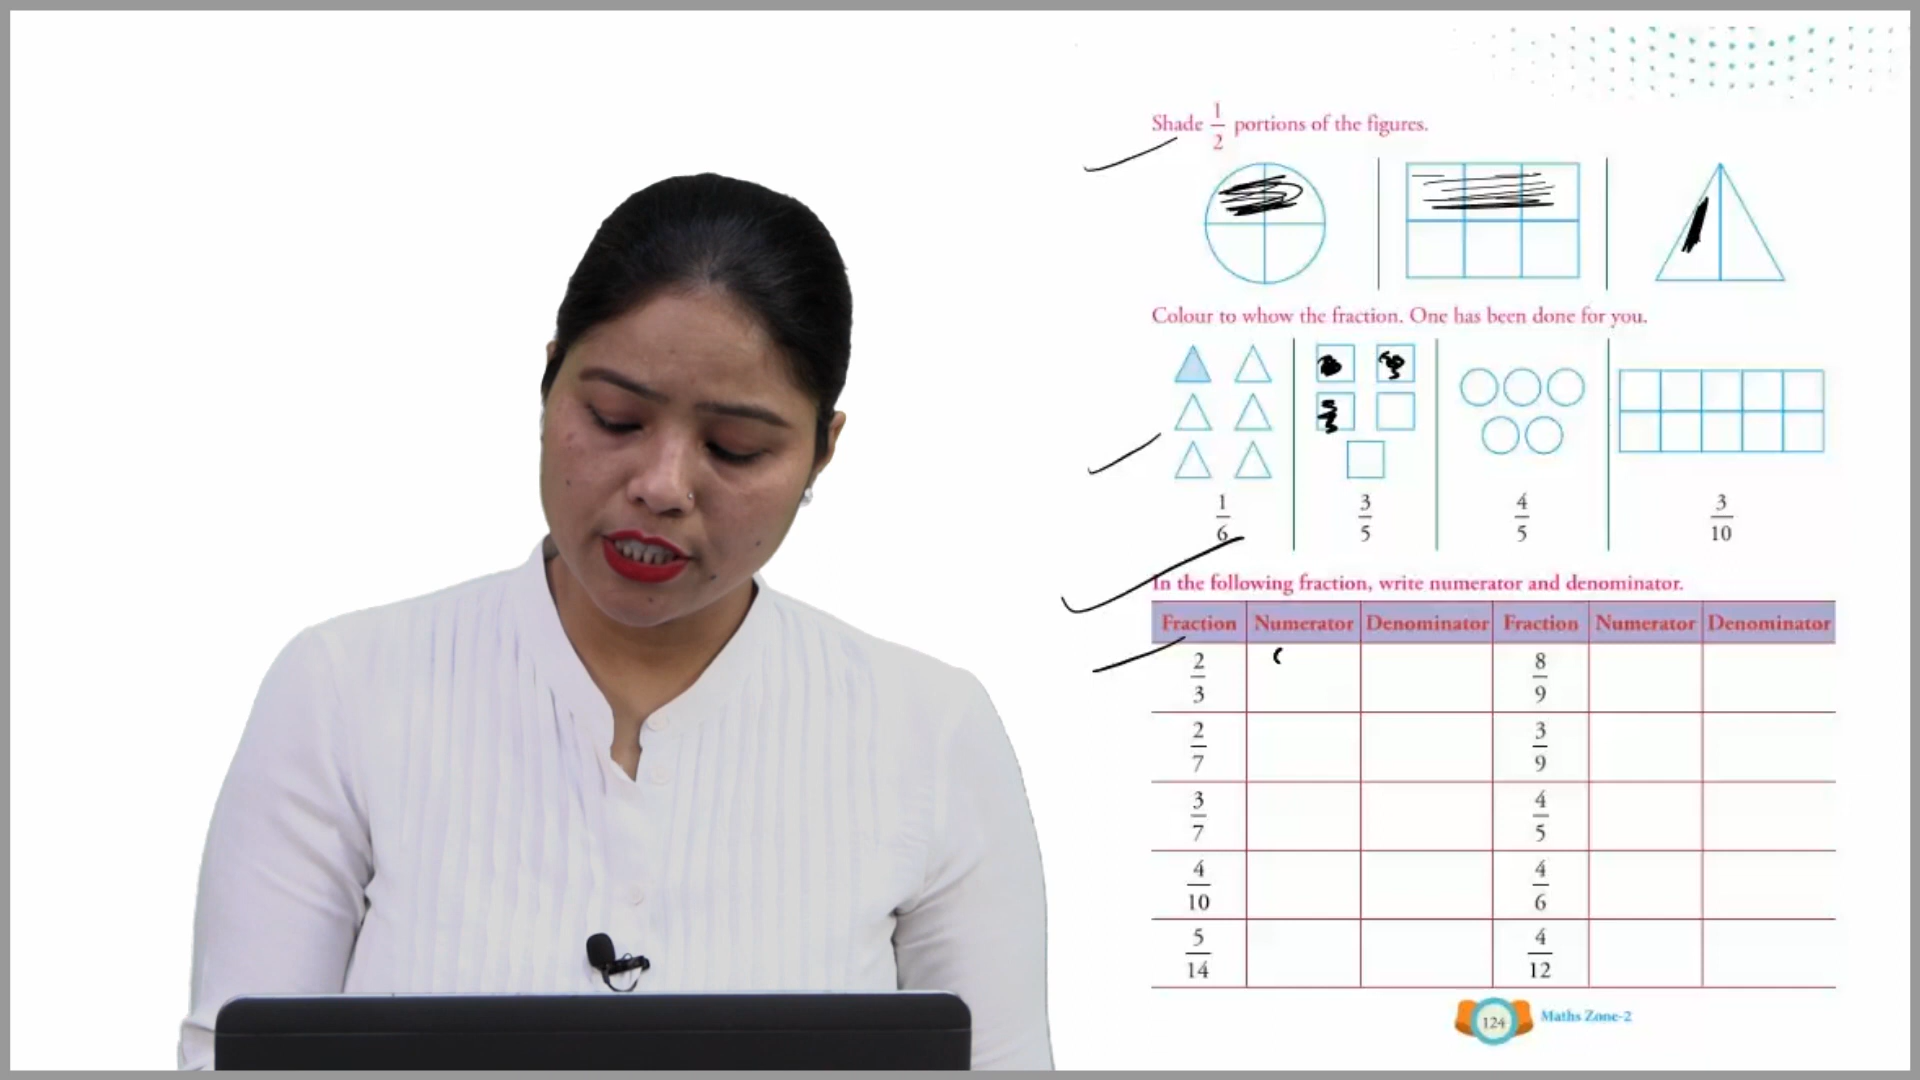 Shade 1/2 portions of the figures.
Colour to whow the fraction. One has been done for you.
1/6 3/5 4/5 3/10
In the following fraction, write numerator and denominator.
Fraction Numerator Denominator Fraction Numerator Denominator
2/3 8/9
2/7 3/9
3/7 4/5
4/10 4/6
5/14 4/12
124 Maths Zone-2